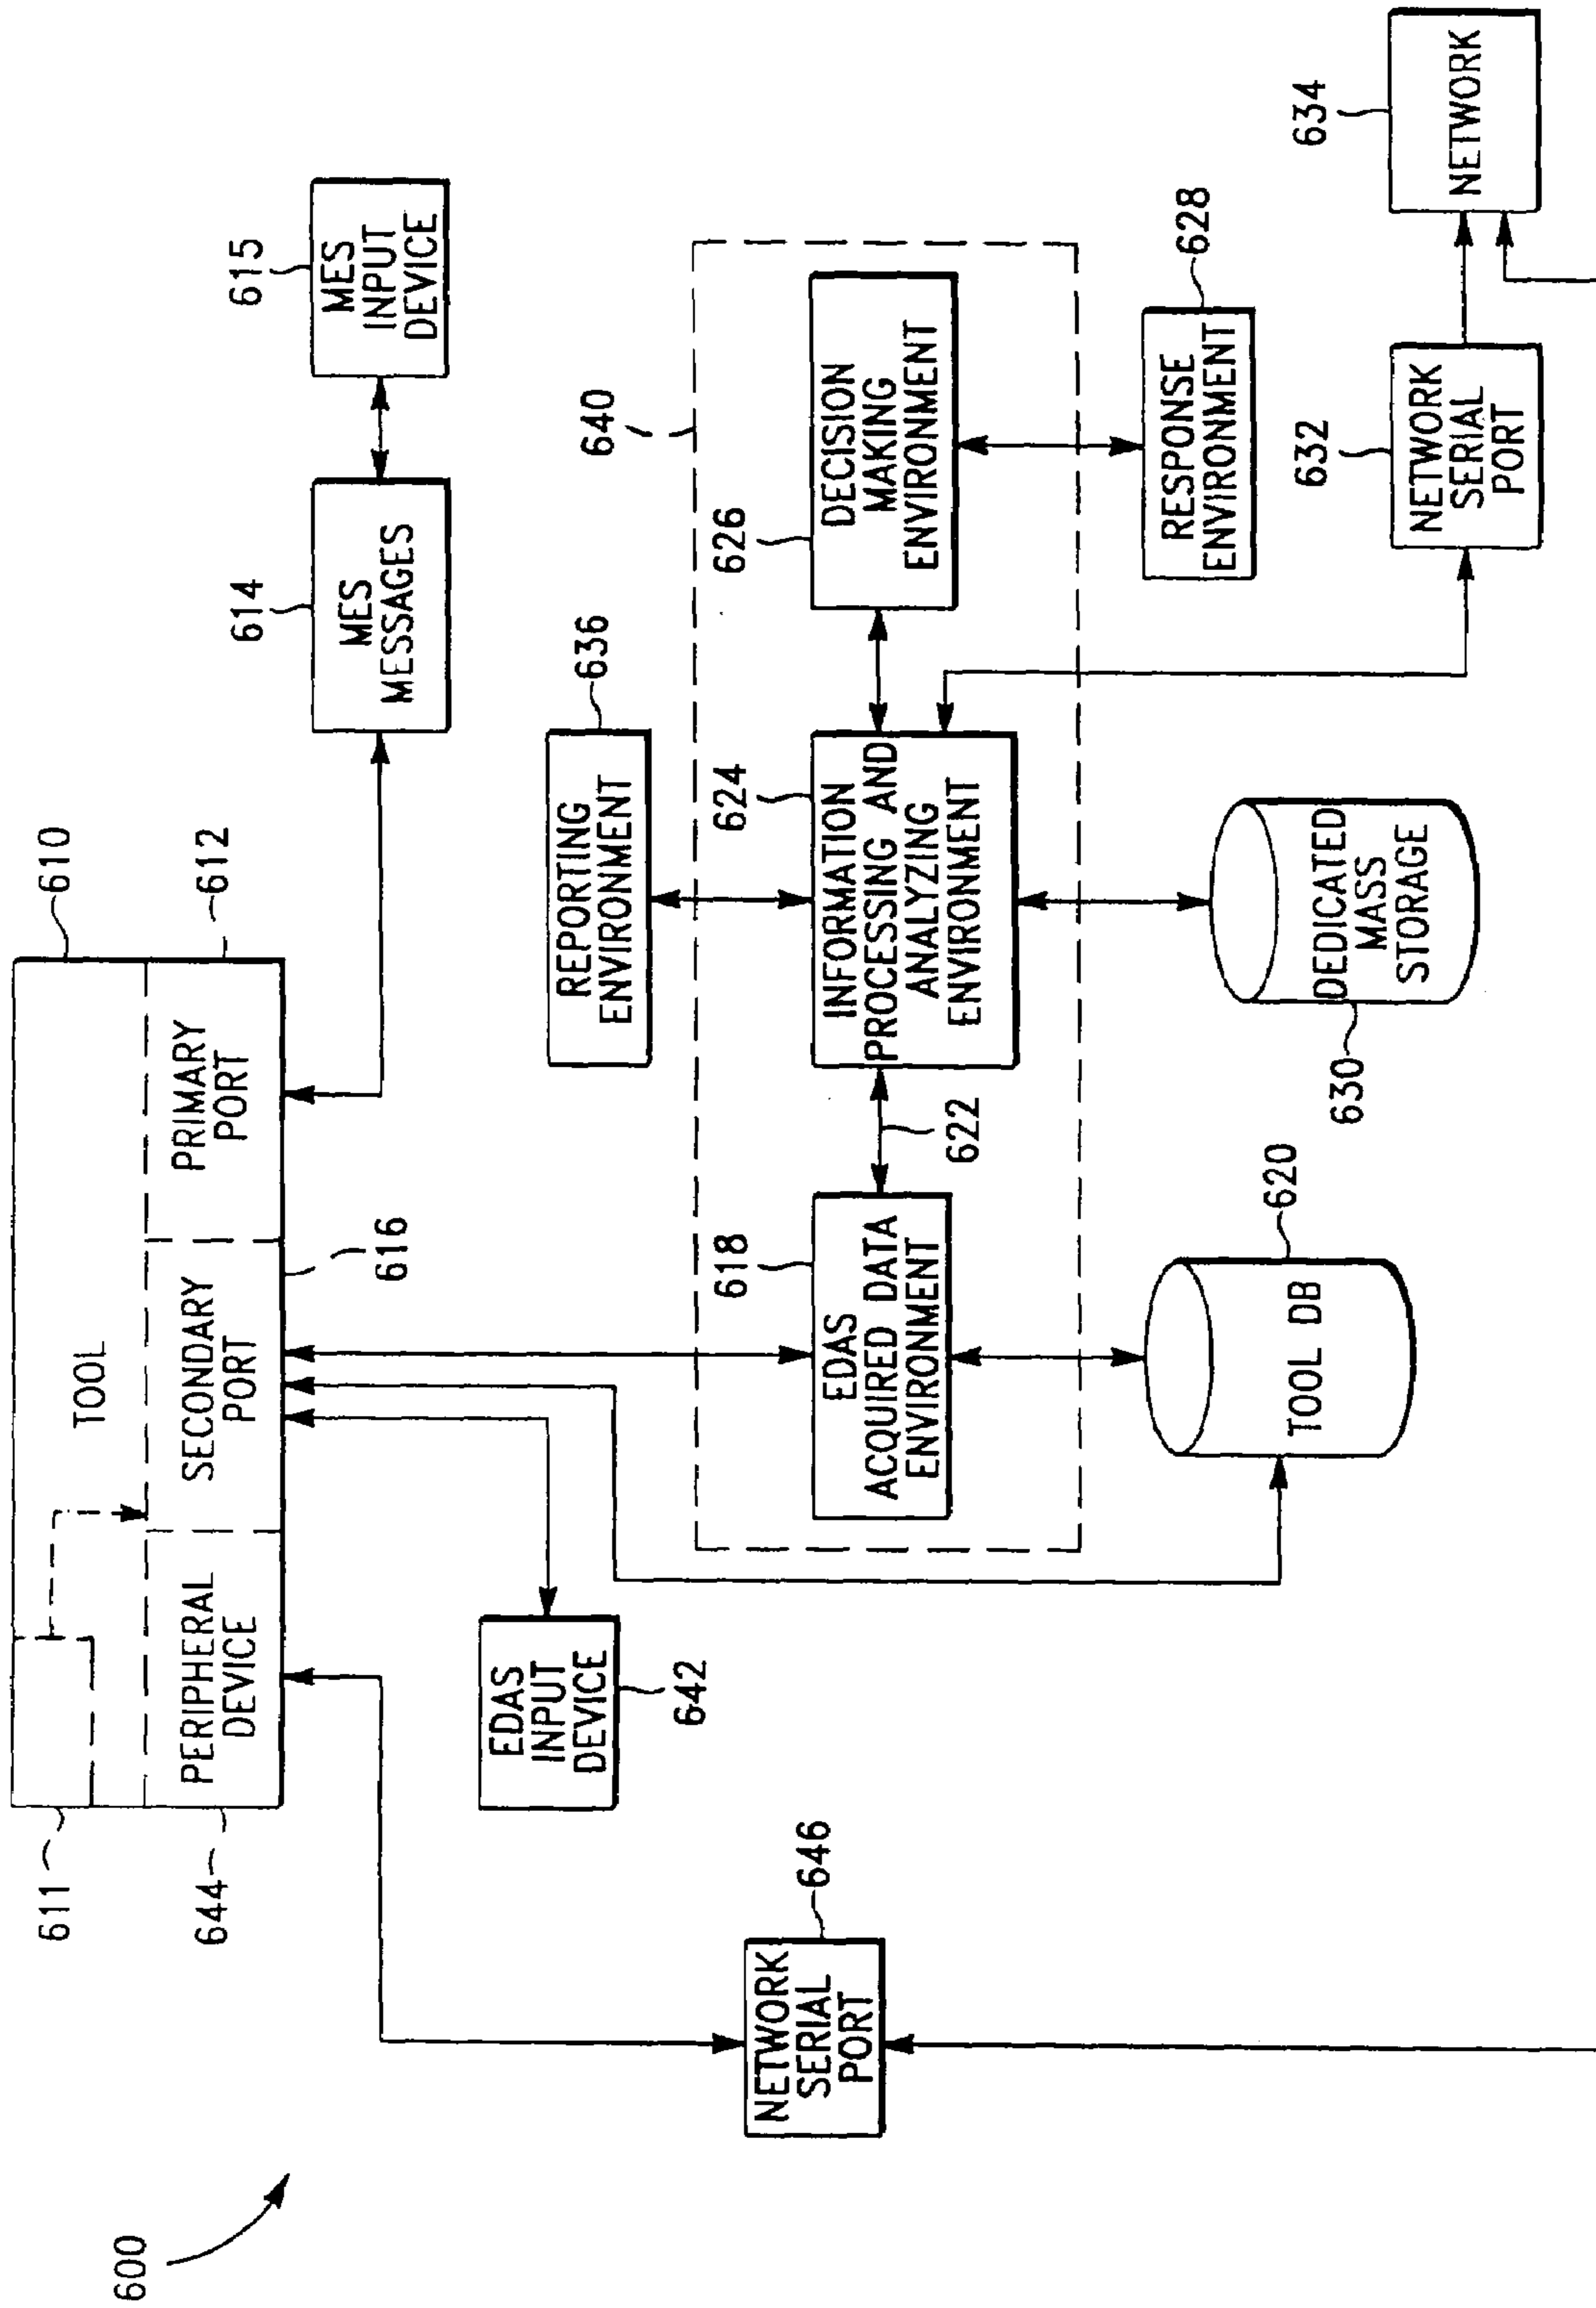 600
611
644
TOOL
610
612
PERIPHERAL
DEVICE
SECONDARY
PORT
PRIMARY
PORT
616
614
MES
MESSAGES
615
MES
INPUT
DEVICE
EDAS
INPUT
DEVICE
642
REPORTING
ENVIRONMENT
636
640
646
NETWORK
SERIAL
PORT
618
EDAS
ACQUIRED DATA
ENVIRONMENT
622
624
INFORMATION
PROCESSING AND
ANALYZING
ENVIRONMENT
626
DECISION
MAKING
ENVIRONMENT
TOOL DB
620
DEDICATED
MASS
STORAGE
630
RESPONSE
ENVIRONMENT
628
632
NETWORK
SERIAL
PORT
634
NETWORK